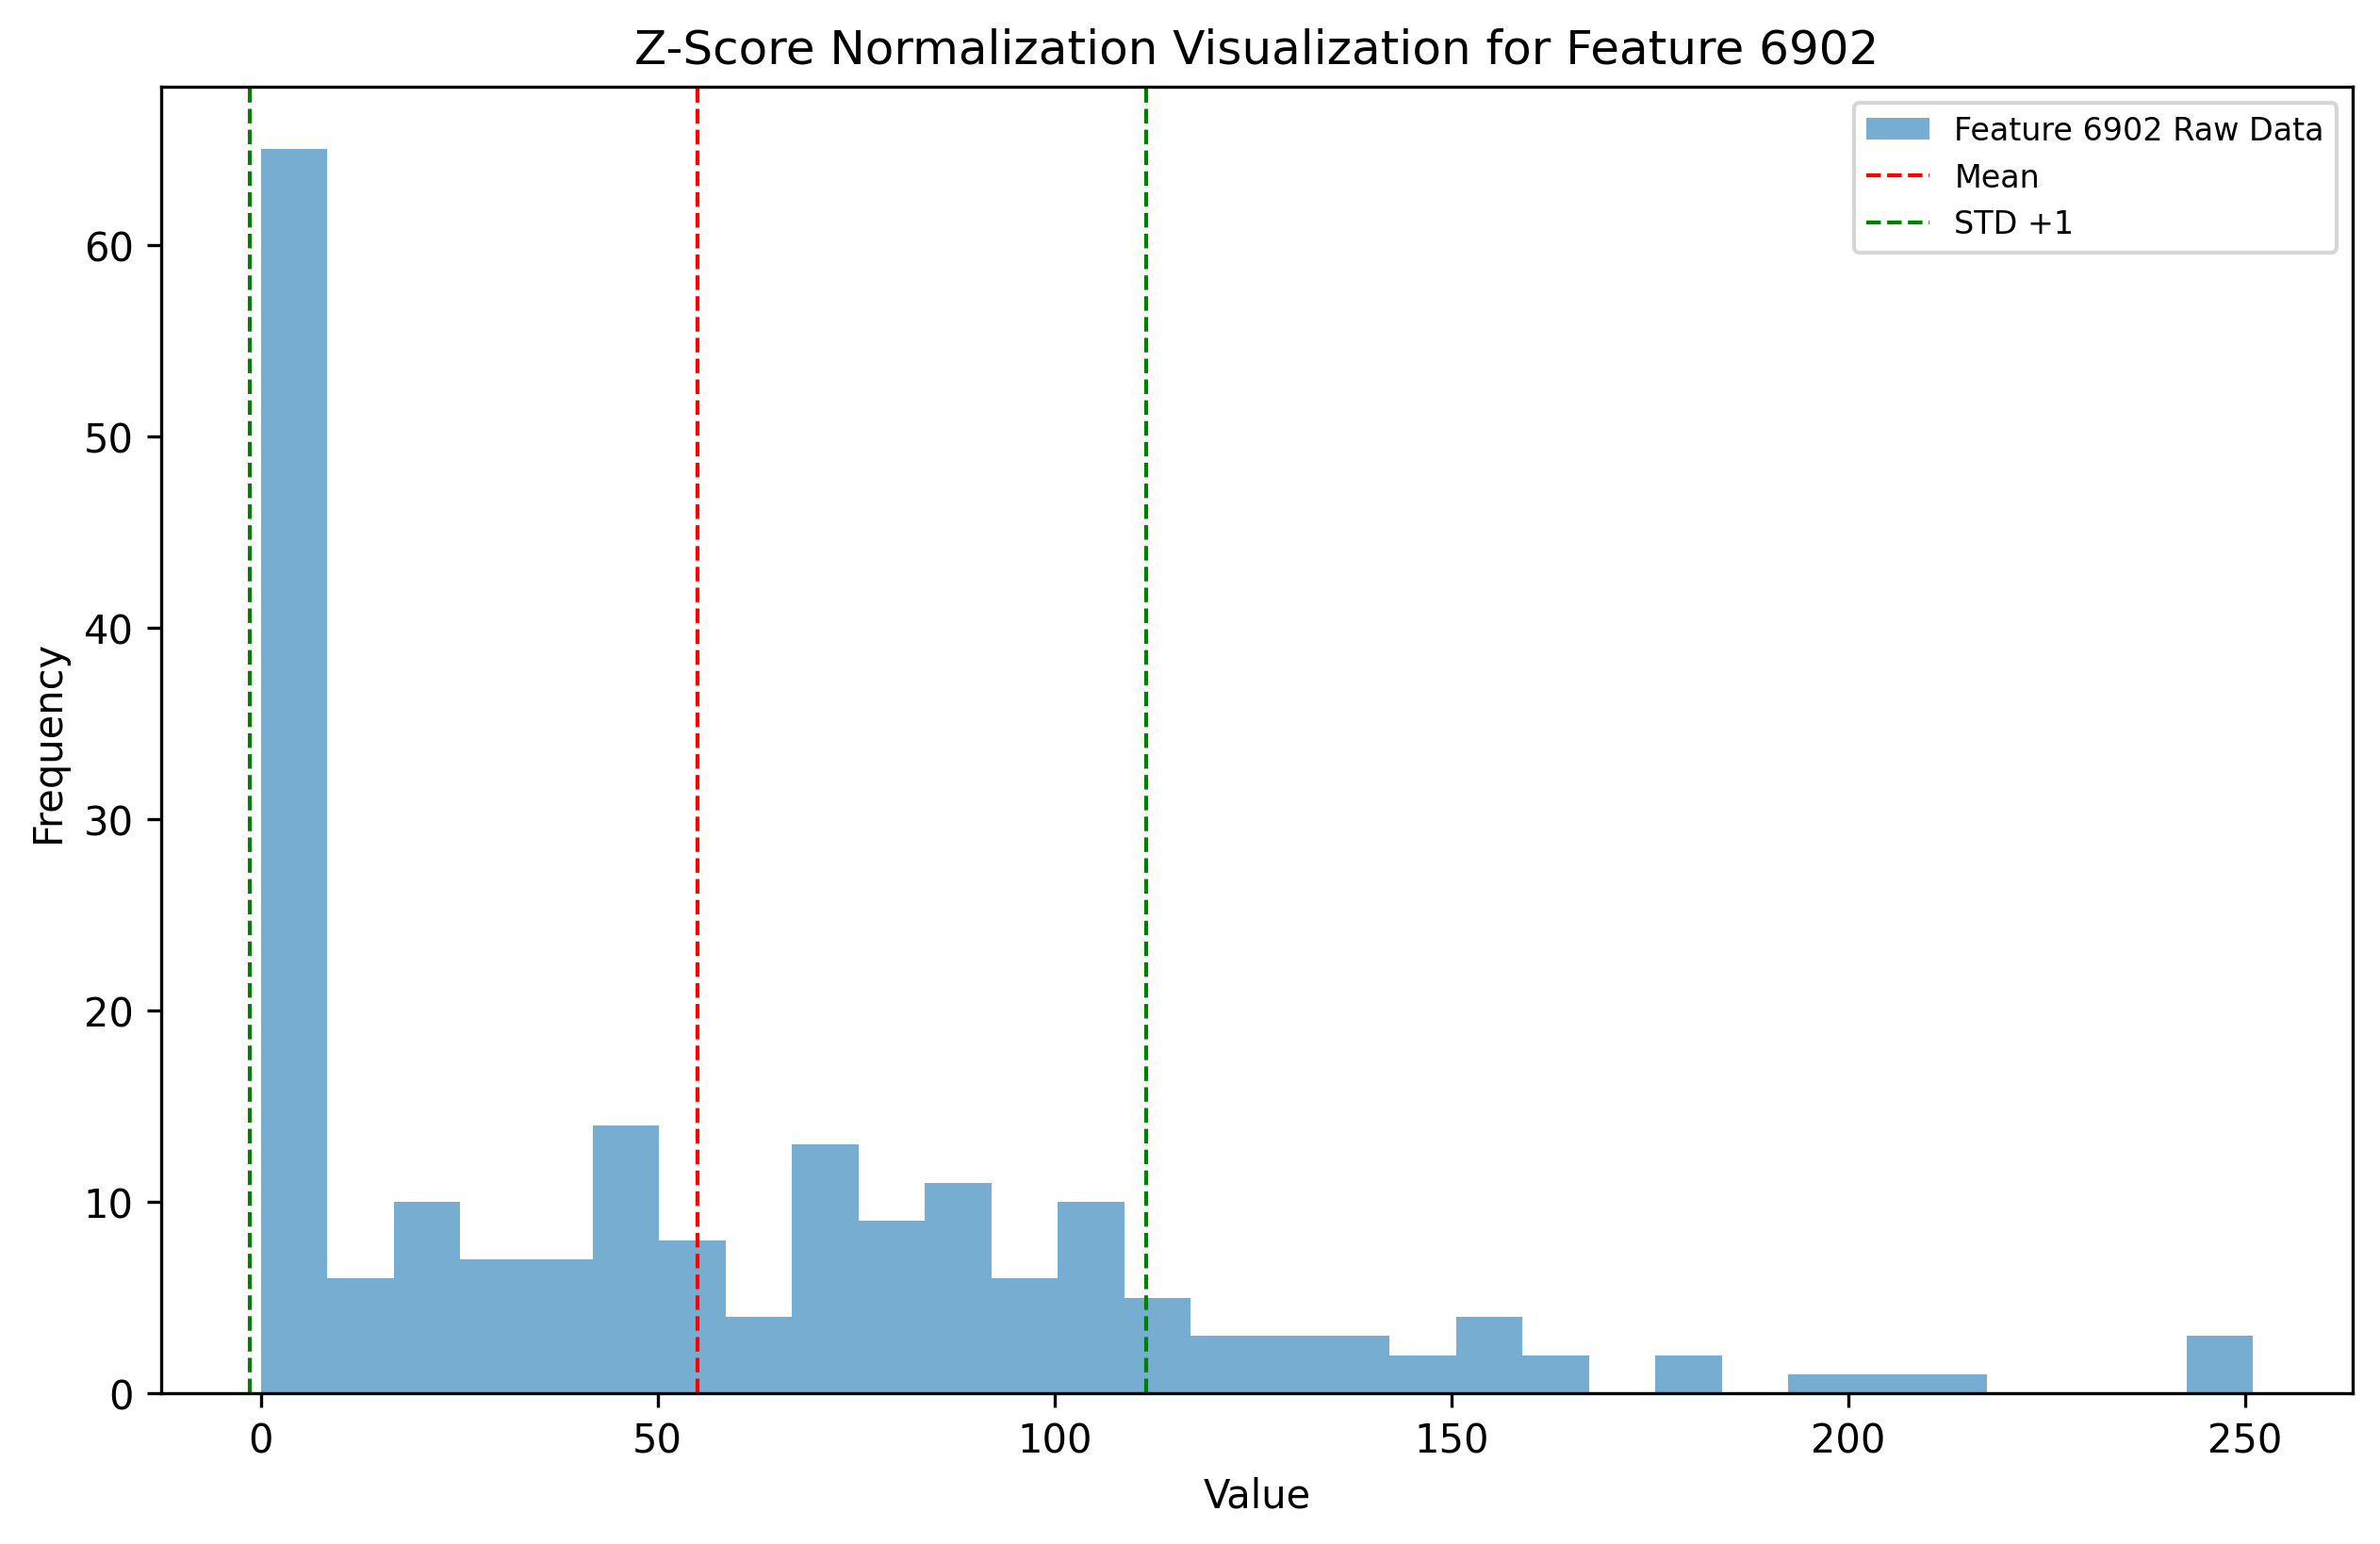 Z-Score Normalization Visualization for Feature 6902
Feature 6902 Raw Data
Mean
STD +1
60
50
40
30
20
10
0
Frequency
0 50 100 150 200 250
Value